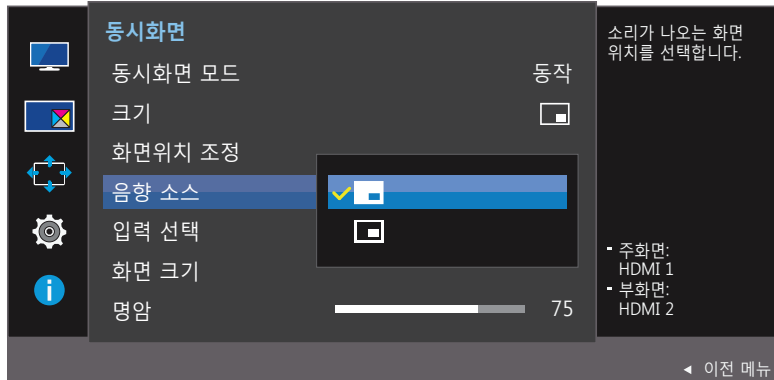 동시화면
동시화면 모드 동작
크기
화면위치 조정
음향 소스
입력 선택
화면 크기
명암 75
소리가 나오는 화면
위치를 선택합니다.
주화면:
HDMI 1
부화면:
HDMI 2
이전 메뉴